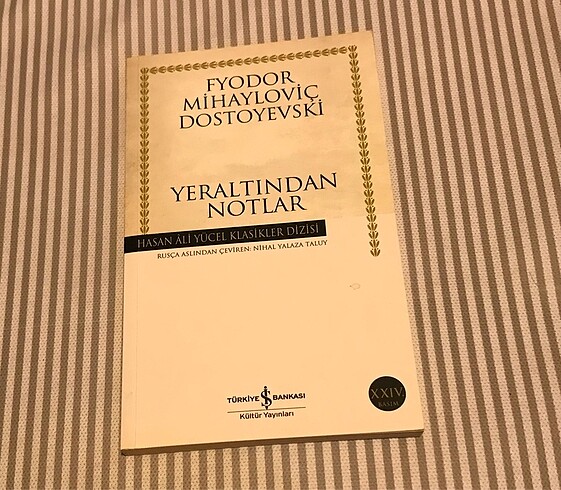 FYODOR
MİHAYLOVİÇ
DOSTOYEVSKİ
YERALTINDAN
NOTLAR
HASAN ÂLİ YÜCEL KLASİKLER DİZİSİ
RUSÇA ASLINDAN ÇEVİREN: NİHAL YALAZA TALUY
TÜRKİYE İŞ BANKASI
Kültür Yayınları
XXIV.
BASIM